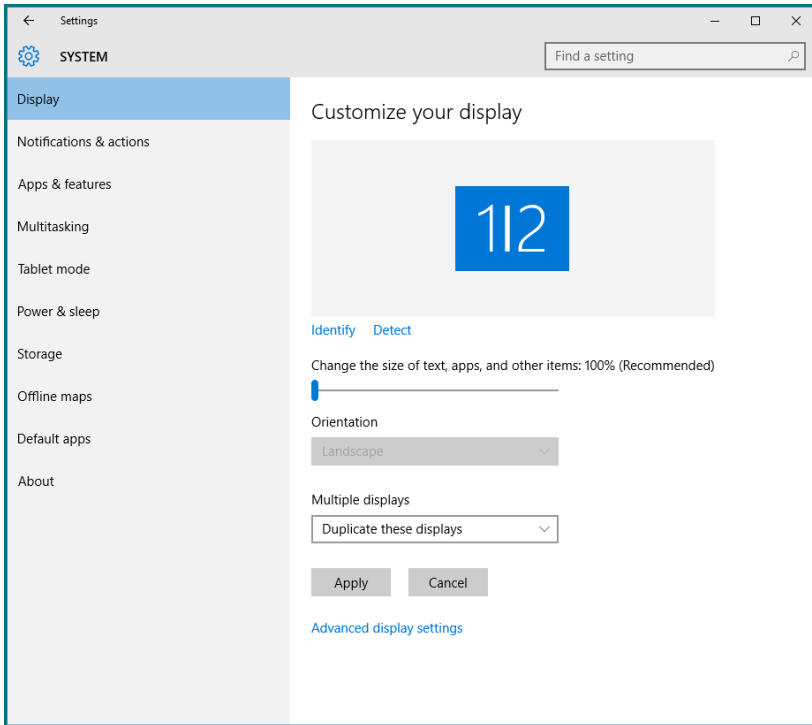 Settings
SYSTEM
Find a setting
Display
Notifications & actions
Apps & features
Multitasking
Tablet mode
Power & sleep
Storage
Offline maps
Default apps
About
Customize your display
1|2
Identify Detect
Change the size of text, apps, and other items: 100% (Recommended)
Orientation
Landscape
Multiple displays
Duplicate these displays
Apply Cancel
Advanced display settings